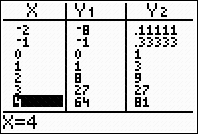 X Y1 Y2
-2 -8 .11111
-1 -1 .33333
0 0 1
1 1 3
2 8 9
3 27 27
4 64 81
X=4